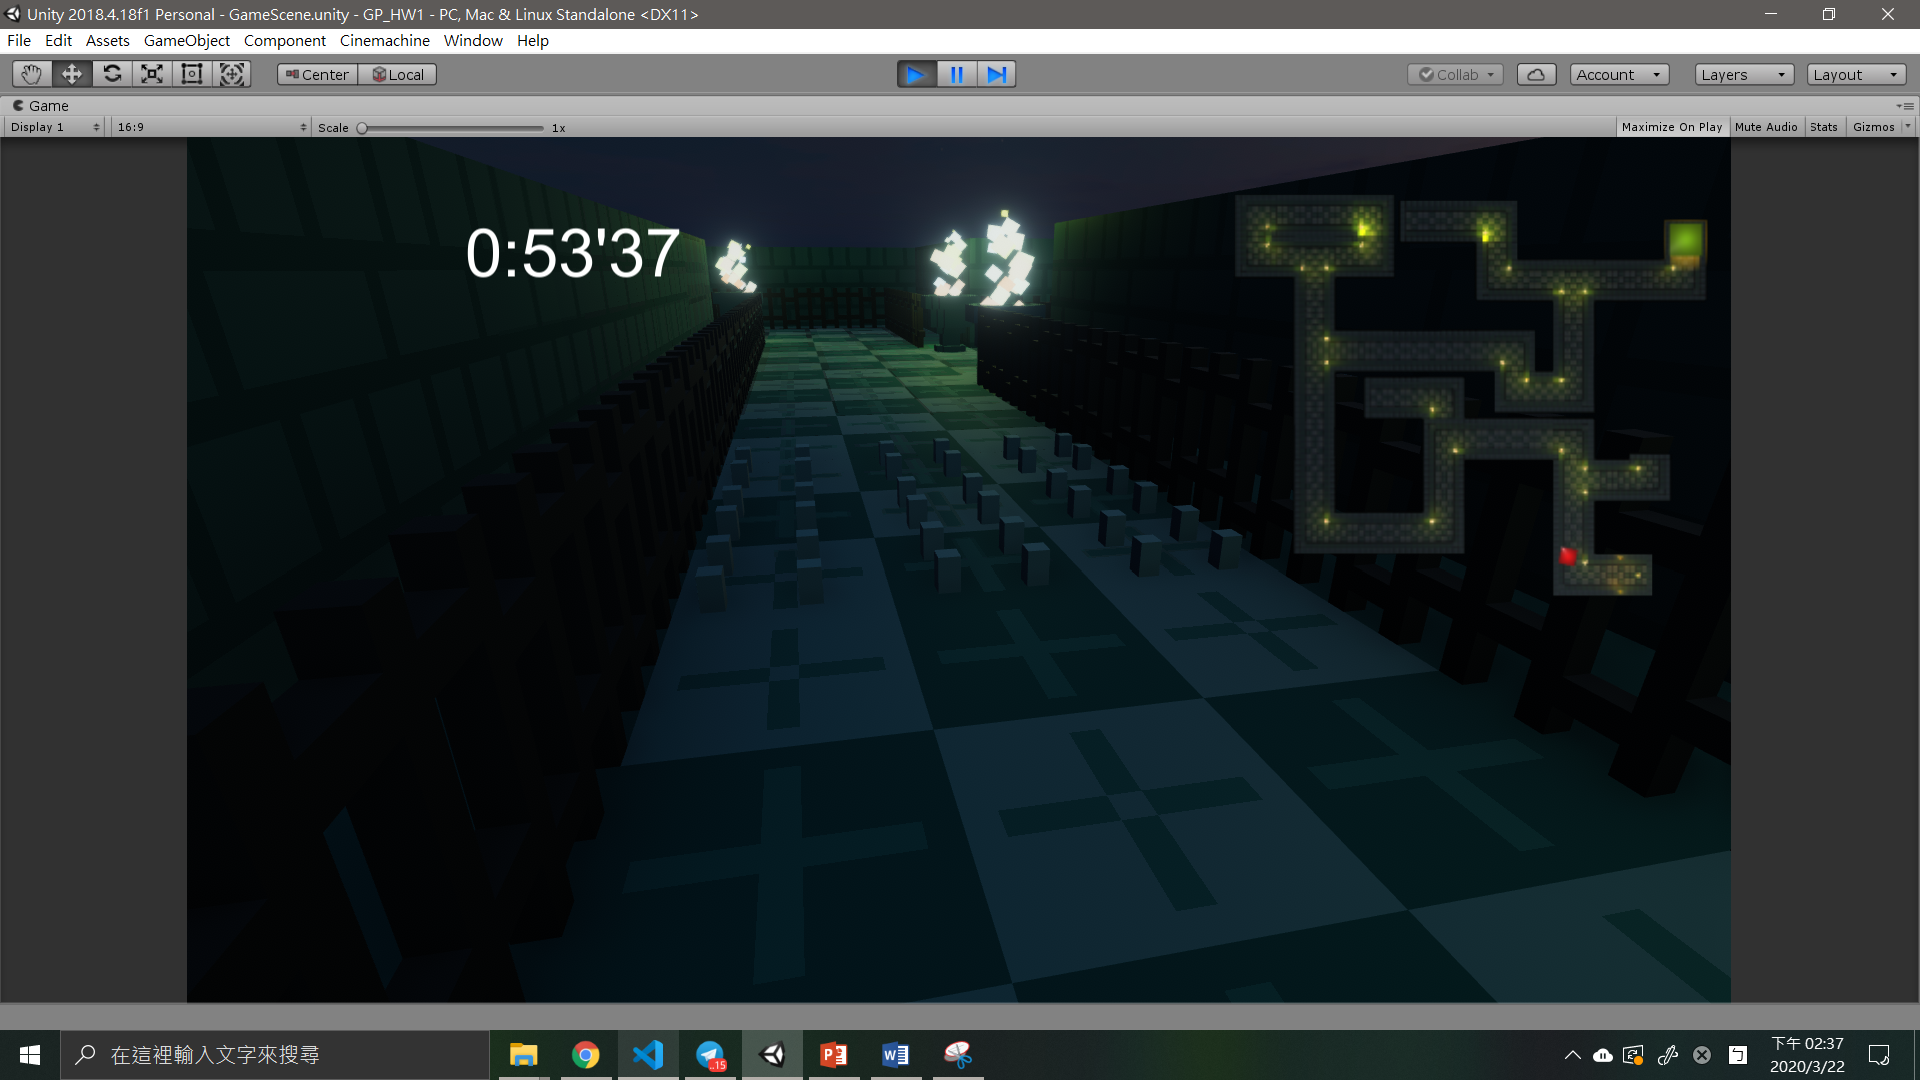 Unity 2018.4.18f1 Personal - GameScene.unity - GP_HW1 - PC, Mac & Linux Standalone <DX11>
File Edit Assets GameObject Component Cinemachine Window Help
Center Local Collab Account Layers Layout
Game
Display 1 16:9 Scale 1x Maximize On Play Mute Audio Stats Gizmos
0:53'37
在這裡輸入文字來搜尋
..15
下午 02:37
2020/3/22